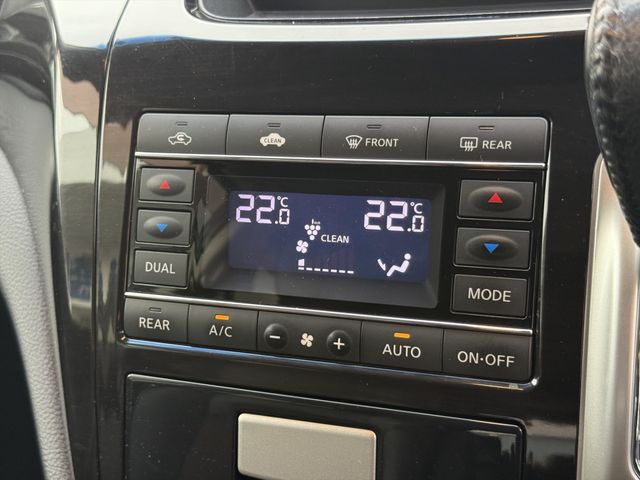 CLEAN FRONT REAR
22.0°C 22.0°C
CLEAN
DUAL MODE
REAR A/C - + AUTO ON·OFF